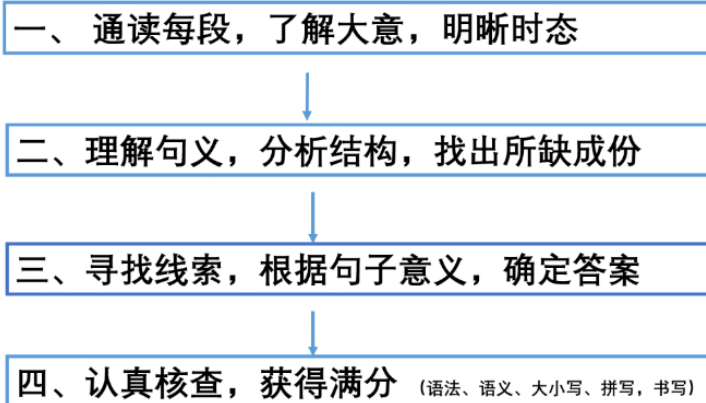 一、 通读每段，了解大意，明晰时态
二、理解句义，分析结构，找出所缺成份
三、寻找线索，根据句子意义，确定答案
四、认真核查，获得满分 （语法、语义、大小写、拼写，书写）